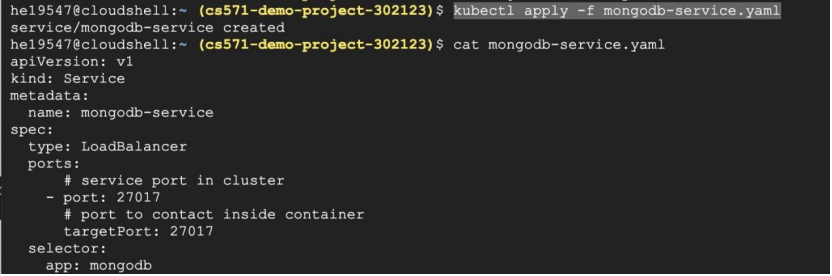 he19547@cloudshell:~ (cs571-demo-project-302123)$ kubectl apply -f mongodb-service.yaml
service/mongodb-service created
he19547@cloudshell:~ (cs571-demo-project-302123)$ cat mongodb-service.yaml
apiVersion: v1
kind: Service
metadata:
  name: mongodb-service
spec:
  type: LoadBalancer
  ports:
      # service port in cluster
    - port: 27017
      # port to contact inside container
      targetPort: 27017
  selector:
    app: mongodb